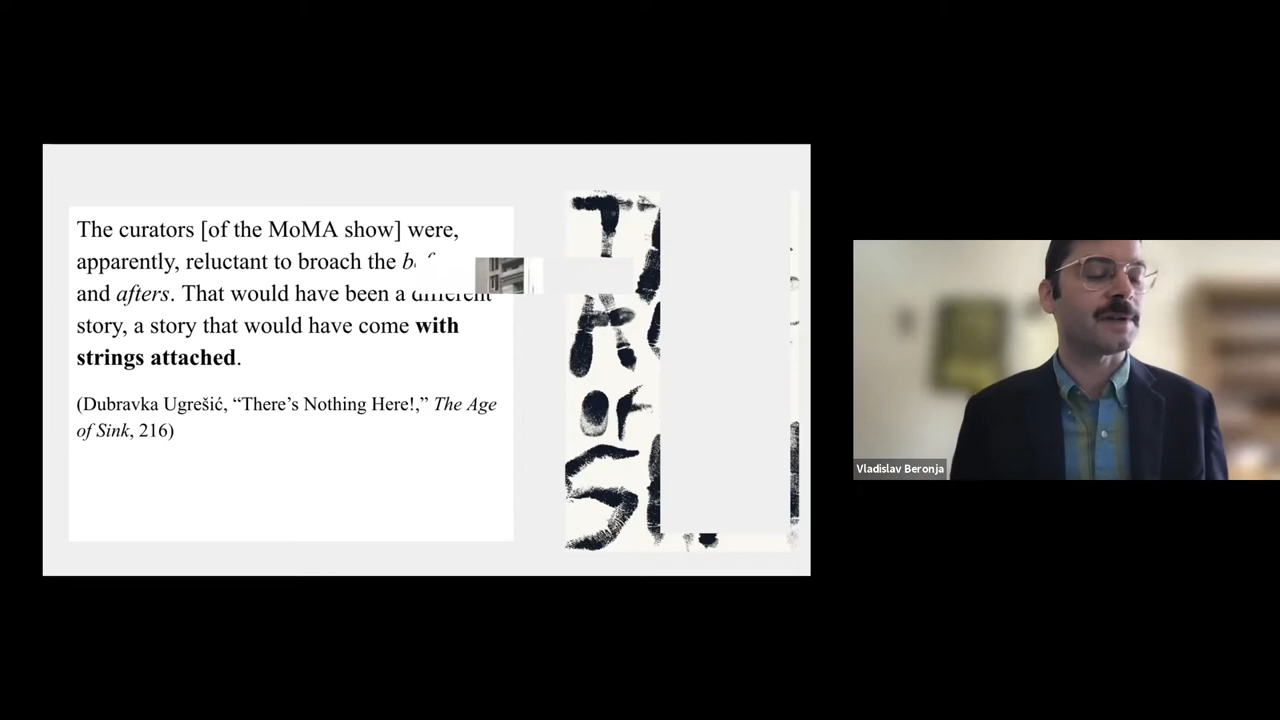 The curators [of the MoMA show] were,
apparently, reluctant to broach the
and afters. That would have been a different
story, a story that would have come with
strings attached.
(Dubravka Ugrešić, “There’s Nothing Here!,” The Age
of Sink, 216)
OF
Vladislav Beronja